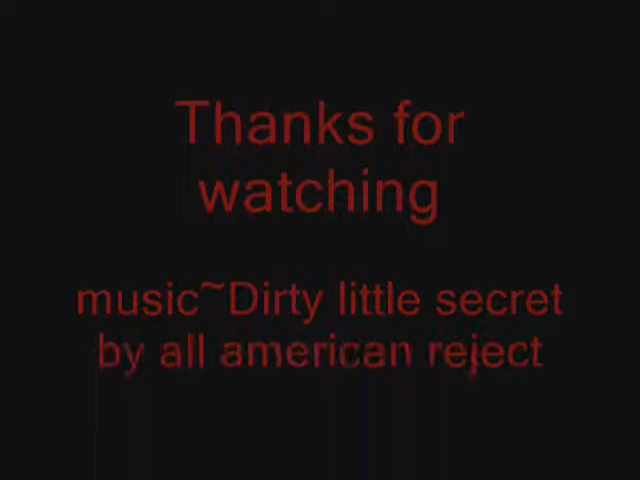 Thanks for
watching
music~Dirty little secret
by all american reject